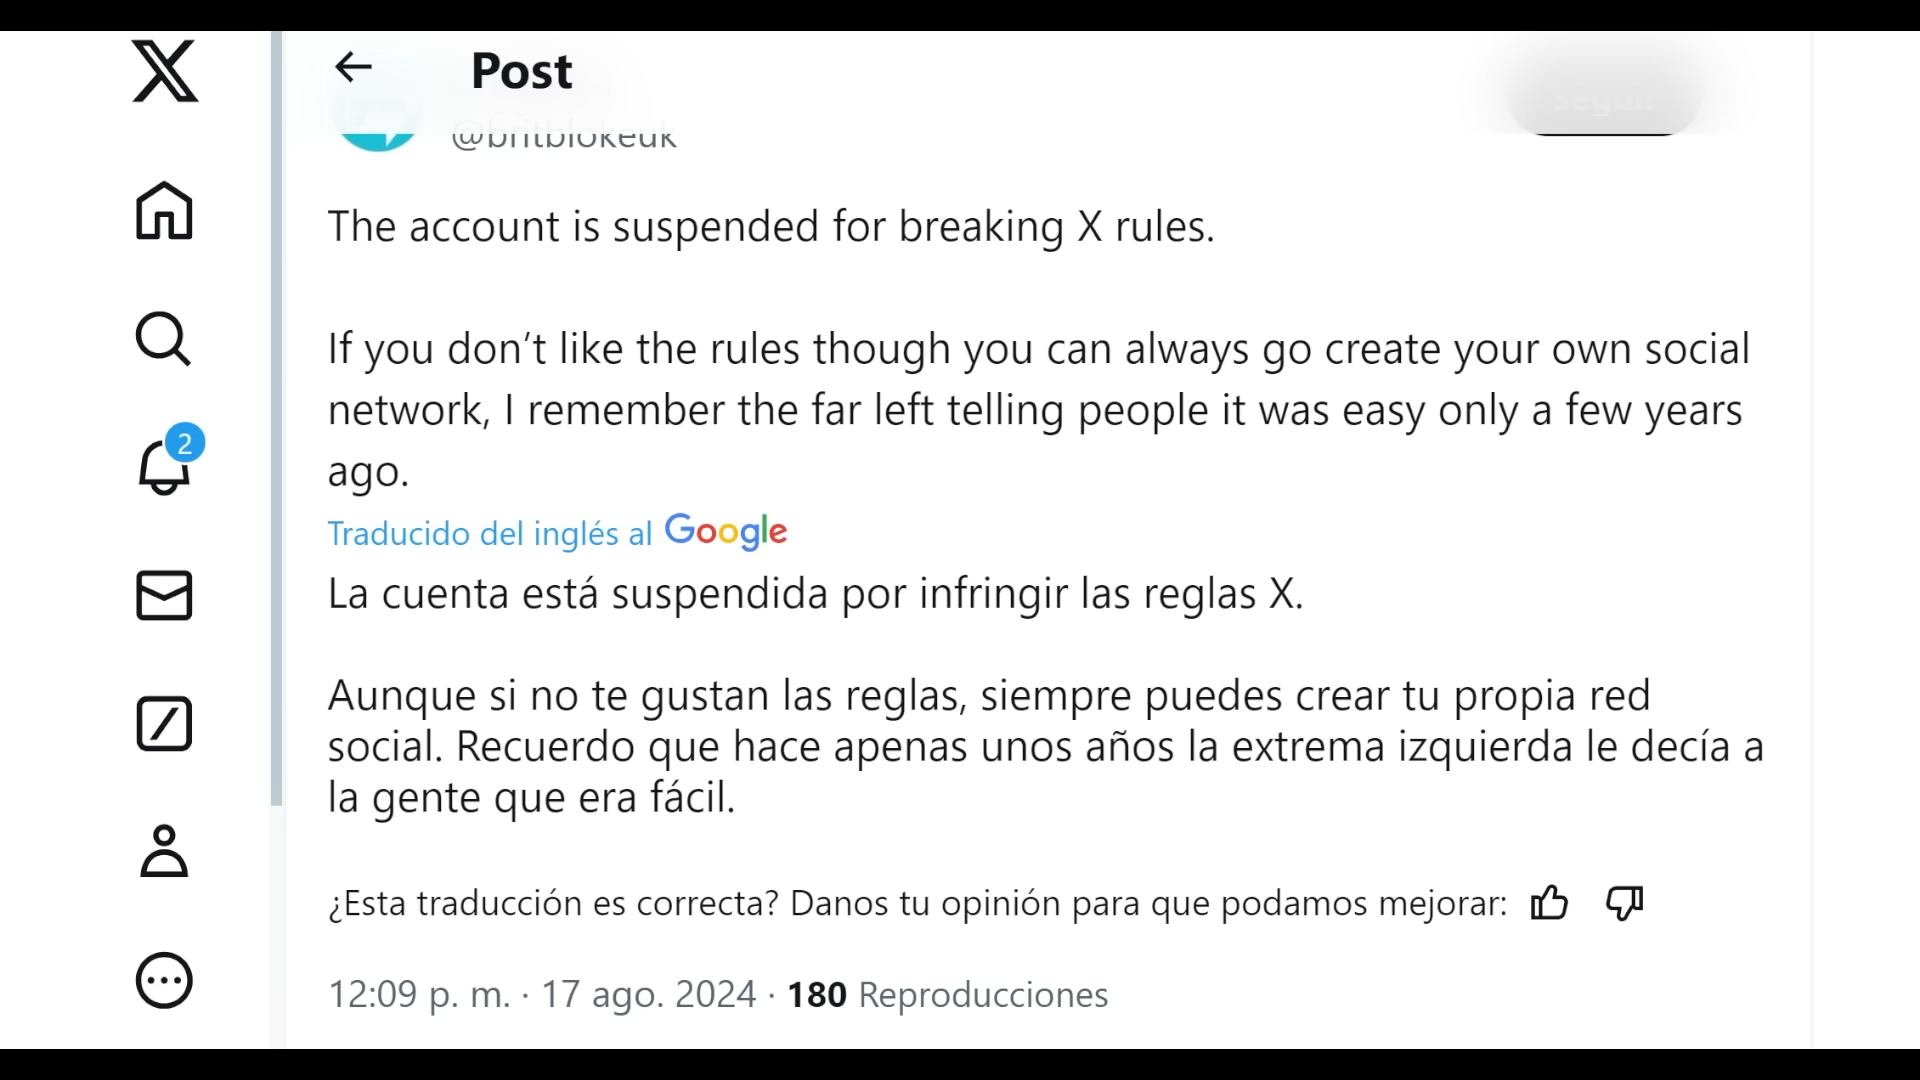 Post
@britblokeuk
Seguir
The account is suspended for breaking X rules.
If you don’t like the rules though you can always go create your own social
network, I remember the far left telling people it was easy only a few years
ago.
Traducido del inglés al Google
La cuenta está suspendida por infringir las reglas X.
Aunque si no te gustan las reglas, siempre puedes crear tu propia red
social. Recuerdo que hace apenas unos años la extrema izquierda le decía a
la gente que era fácil.
¿Esta traducción es correcta? Danos tu opinión para que podamos mejorar:
12:09 p. m. · 17 ago. 2024 · 180 Reproducciones
2